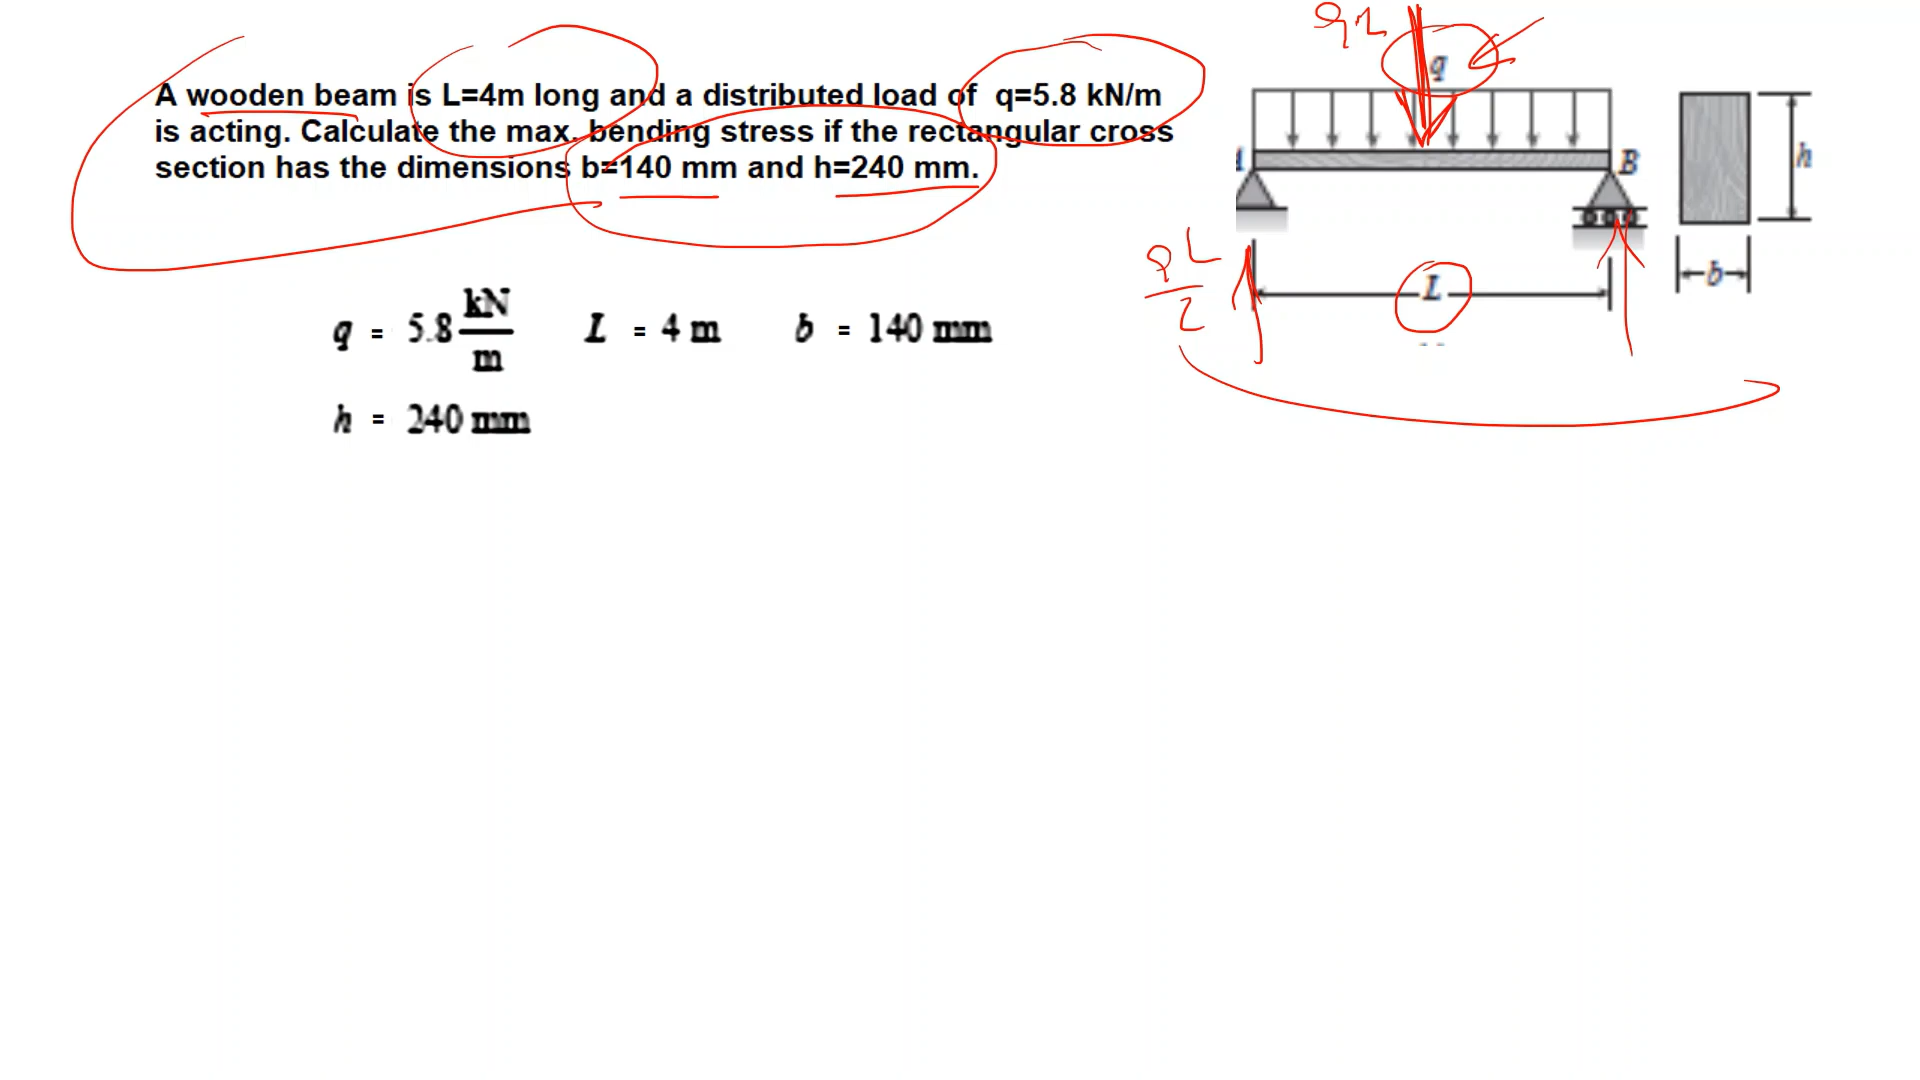 A wooden beam is L=4m long and a distributed load of q=5.8 kN/m
is acting. Calculate the max. bending stress if the rectangular cross
section has the dimensions b=140 mm and h=240 mm.
q = 5.8 kN/m L = 4 m b = 140 mm
h = 240 mm
qL
q
A
B
h
b
L
qL/2